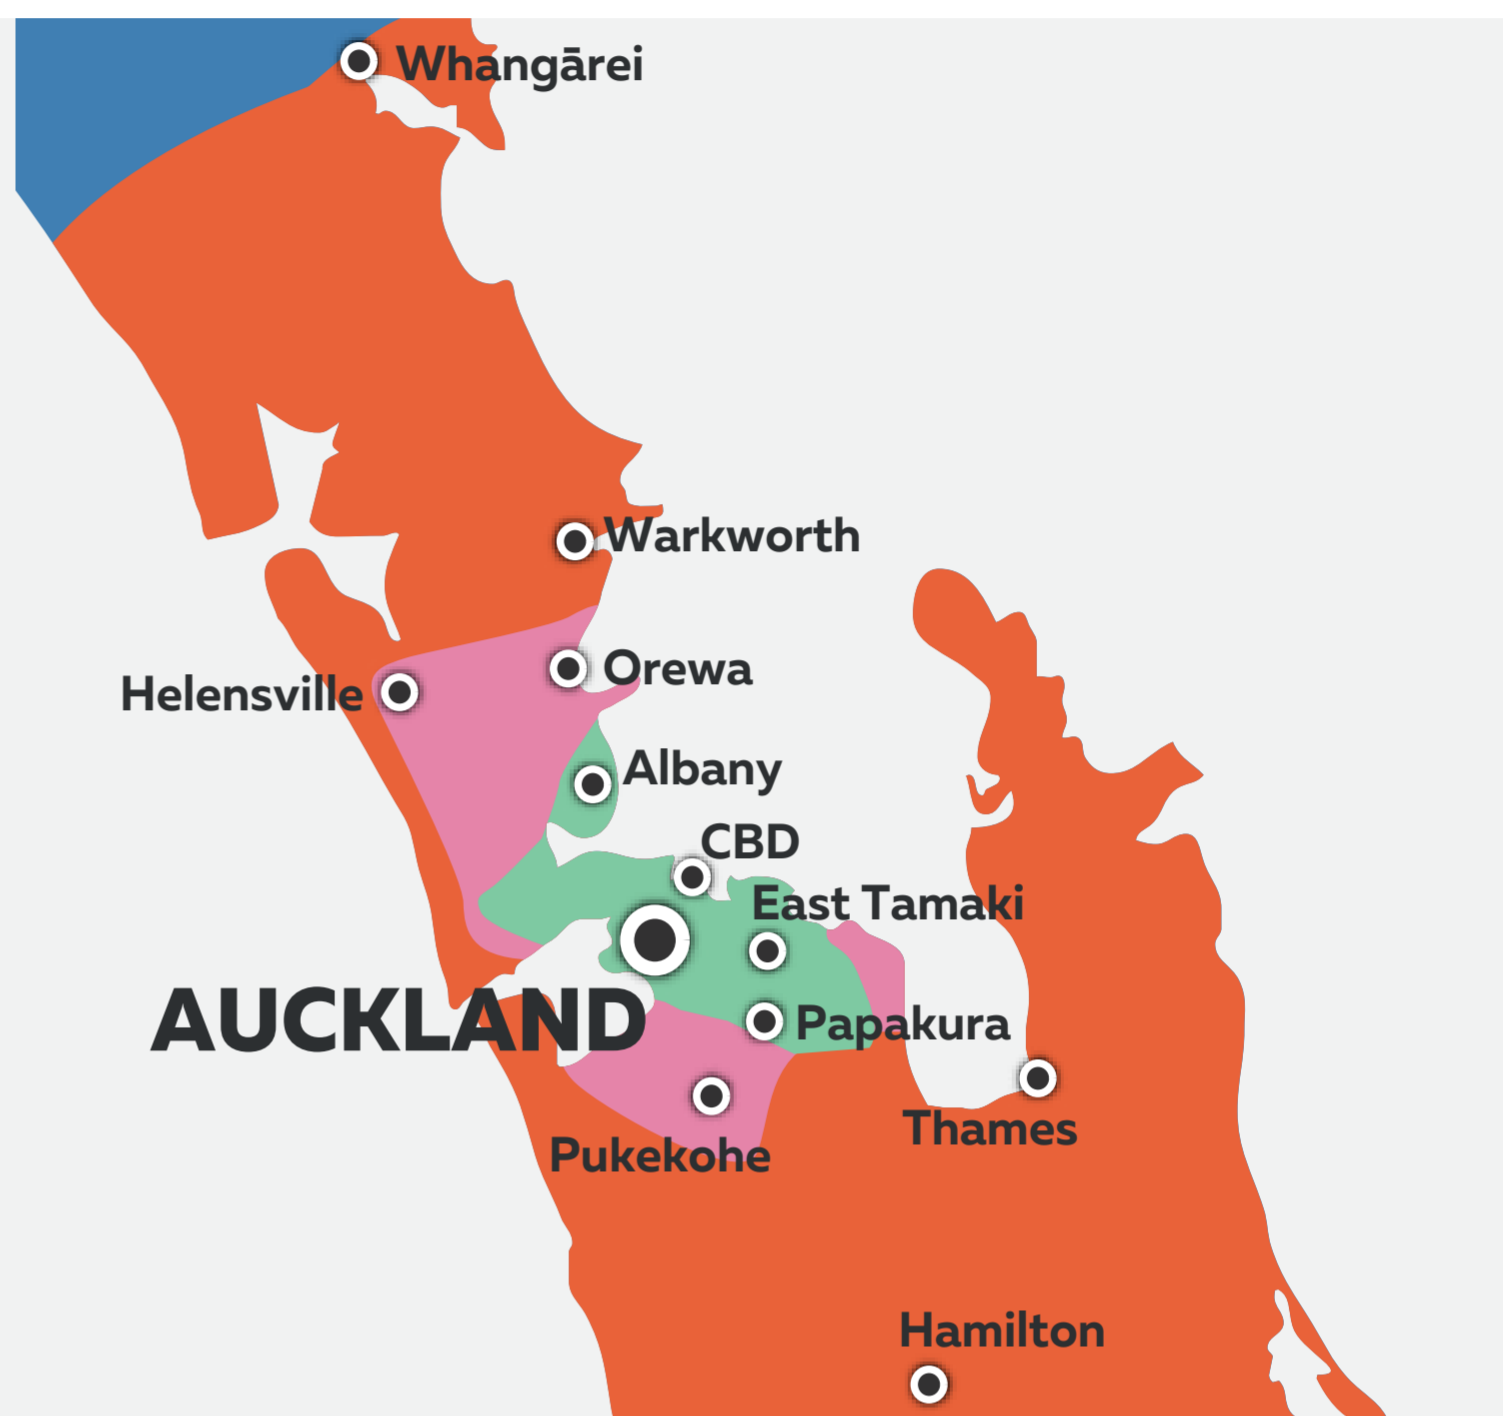 Whangārei
Warkworth
Orewa
Helensville
Albany
CBD
East Tamaki
AUCKLAND
Papakura
Thames
Pukekohe
Hamilton